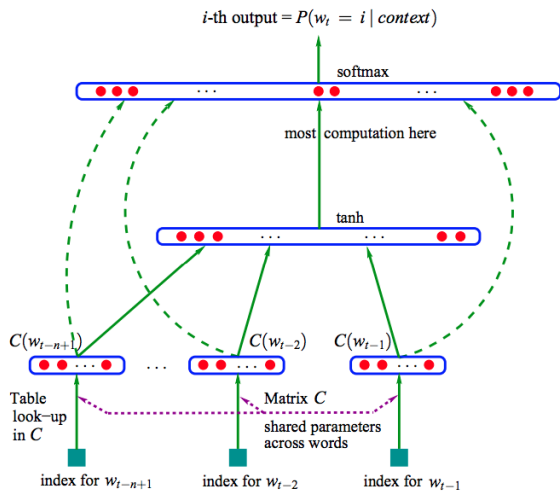 i-th output = P(w_t = i | context)
softmax
... ...
most computation here
tanh
... ...
C(w_{t−n+1}) C(w_{t−2}) C(w_{t−1})
... ... ... ...
Table Matrix C
look−up
in C shared parameters
across words
index for w_{t−n+1} index for w_{t−2} index for w_{t−1}